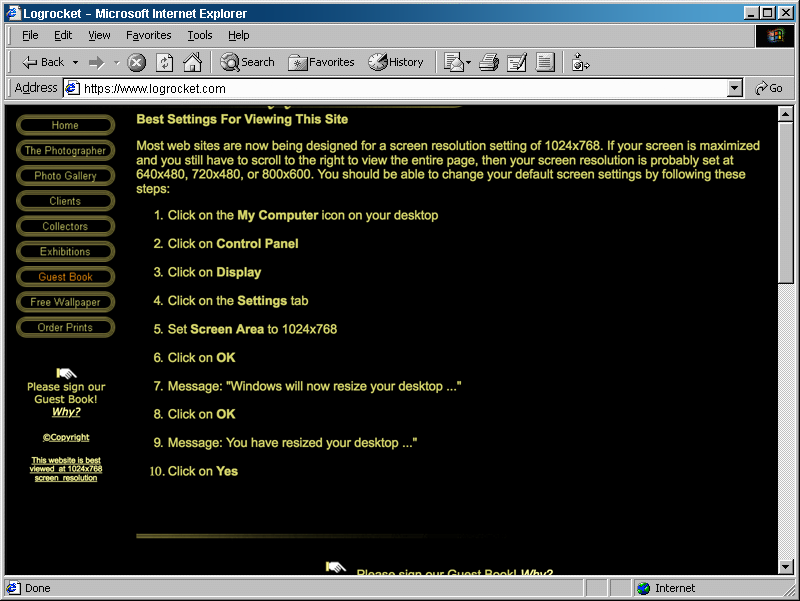 Logrocket - Microsoft Internet Explorer
File Edit View Favorites Tools Help
Back Search Favorites History
Address https://www.logrocket.com Go
Home
The Photographer
Photo Gallery
Clients
Collectors
Exhibitions
Guest Book
Free Wallpaper
Order Prints
Please sign our
Guest Book!
Why?
©Copyright
This website is best
viewed at 1024x768
screen resolution
Best Settings For Viewing This Site
Most web sites are now being designed for a screen resolution setting of 1024x768. If your screen is maximized
and you still have to scroll to the right to view the entire page, then your screen resolution is probably set at
640x480, 720x480, or 800x600. You should be able to change your default screen settings by following these
steps:
1. Click on the My Computer icon on your desktop
2. Click on Control Panel
3. Click on Display
4. Click on the Settings tab
5. Set Screen Area to 1024x768
6. Click on OK
7. Message: "Windows will now resize your desktop ..."
8. Click on OK
9. Message: You have resized your desktop ..."
10. Click on Yes
Please sign our Guest Book! Why?
Done Internet